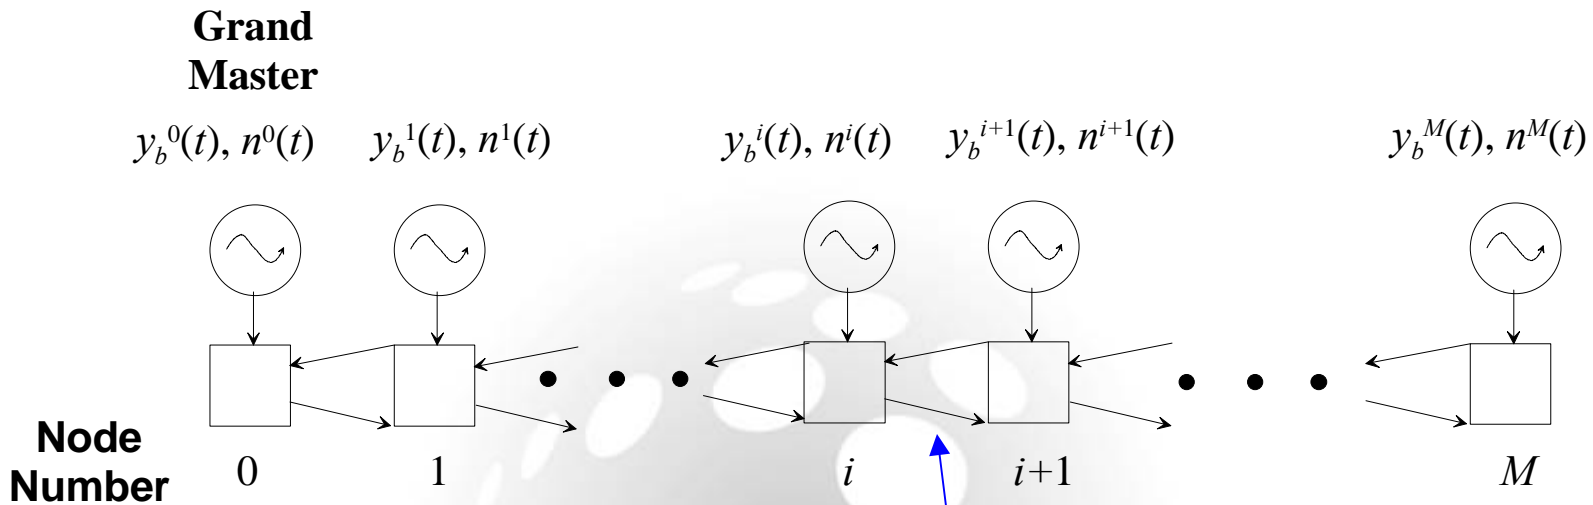 Grand
Master
y_b^0(t), n^0(t) y_b^1(t), n^1(t) y_b^i(t), n^i(t) y_b^{i+1}(t), n^{i+1}(t) y_b^M(t), n^M(t)
Node
Number
0 1 i i+1 M